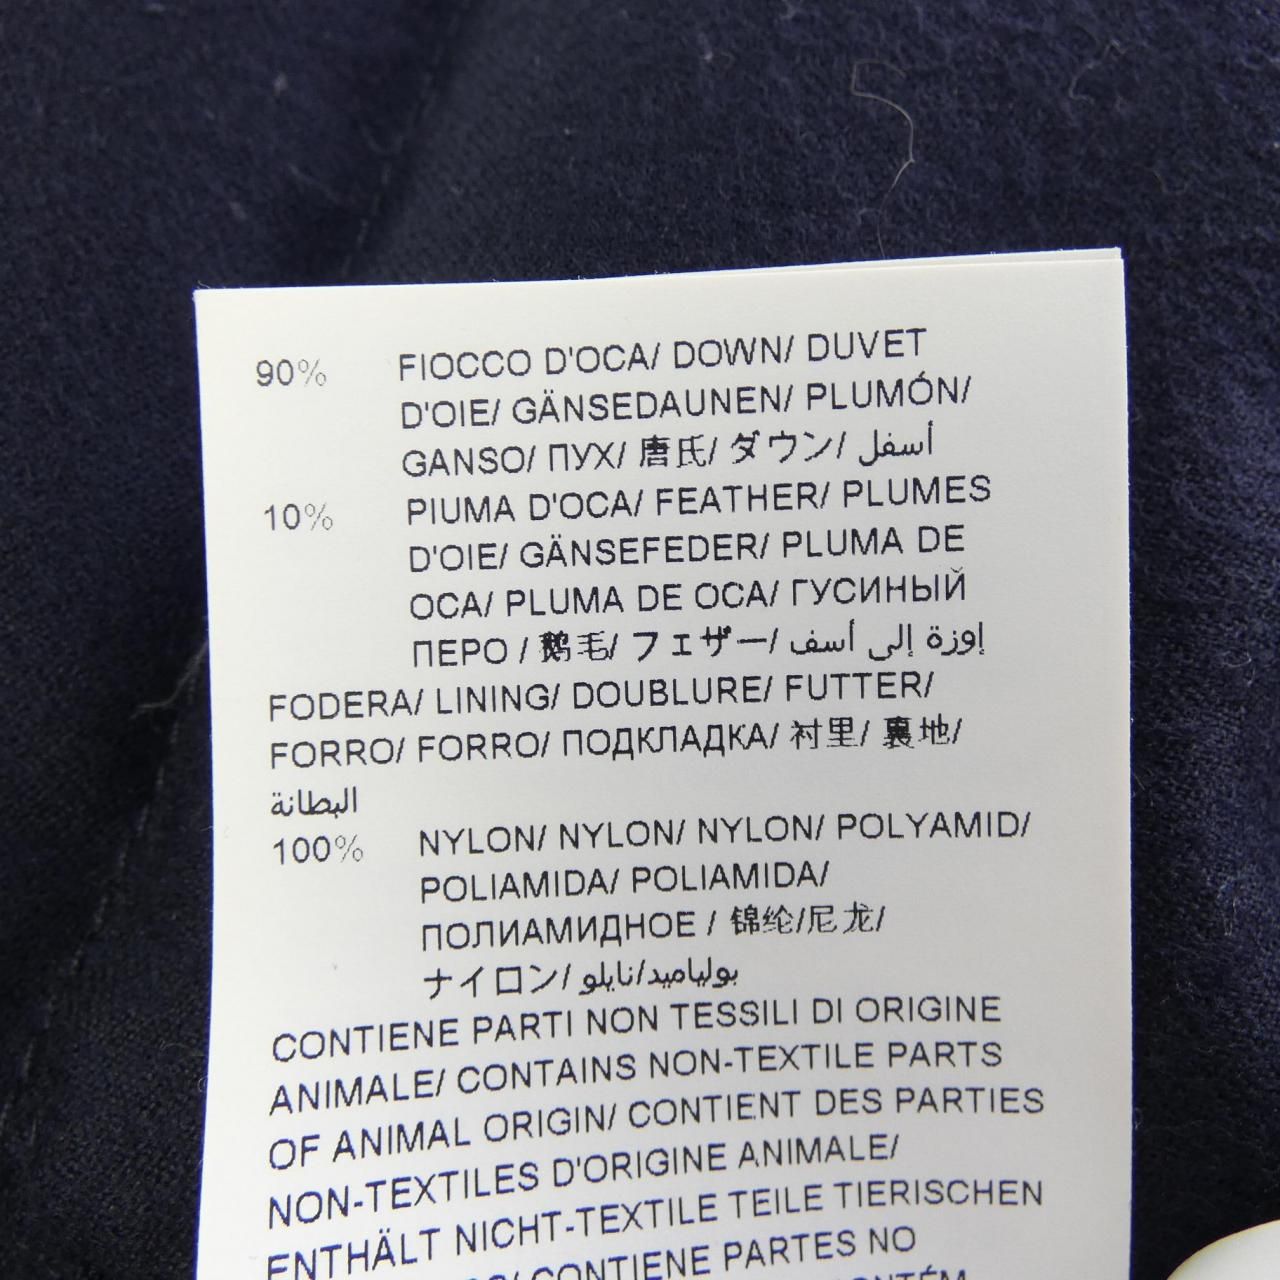 90% FIOCCO D'OCA/ DOWN/ DUVET
D'OIE/ GÄNSEDAUNEN/ PLUMÓN/
GANSO/ ПУХ/ 唐氏/ ダウン/ أسفل
10% PIUMA D'OCA/ FEATHER/ PLUMES
D'OIE/ GÄNSEFEDER/ PLUMA DE
OCA/ PLUMA DE OCA/ ГУСИНЫЙ
ПЕРО / 鹅毛/ フェザー/ إوزة إلى أسف
FODERA/ LINING/ DOUBLURE/ FUTTER/
FORRO/ FORRO/ ПОДКЛАДКА/ 衬里/ 裏地/
البطانة
100% NYLON/ NYLON/ NYLON/ POLYAMID/
POLIAMIDA/ POLIAMIDA/
ПОЛИАМИДНОЕ / 锦纶/尼龙/
ナイロン/ بولياميد/نايلو
CONTIENE PARTI NON TESSILI DI ORIGINE
ANIMALE/ CONTAINS NON-TEXTILE PARTS
OF ANIMAL ORIGIN/ CONTIENT DES PARTIES
NON-TEXTILES D'ORIGINE ANIMALE/
ENTHÄLT NICHT-TEXTILE TEILE TIERISCHEN
CONTIENE PARTES NO